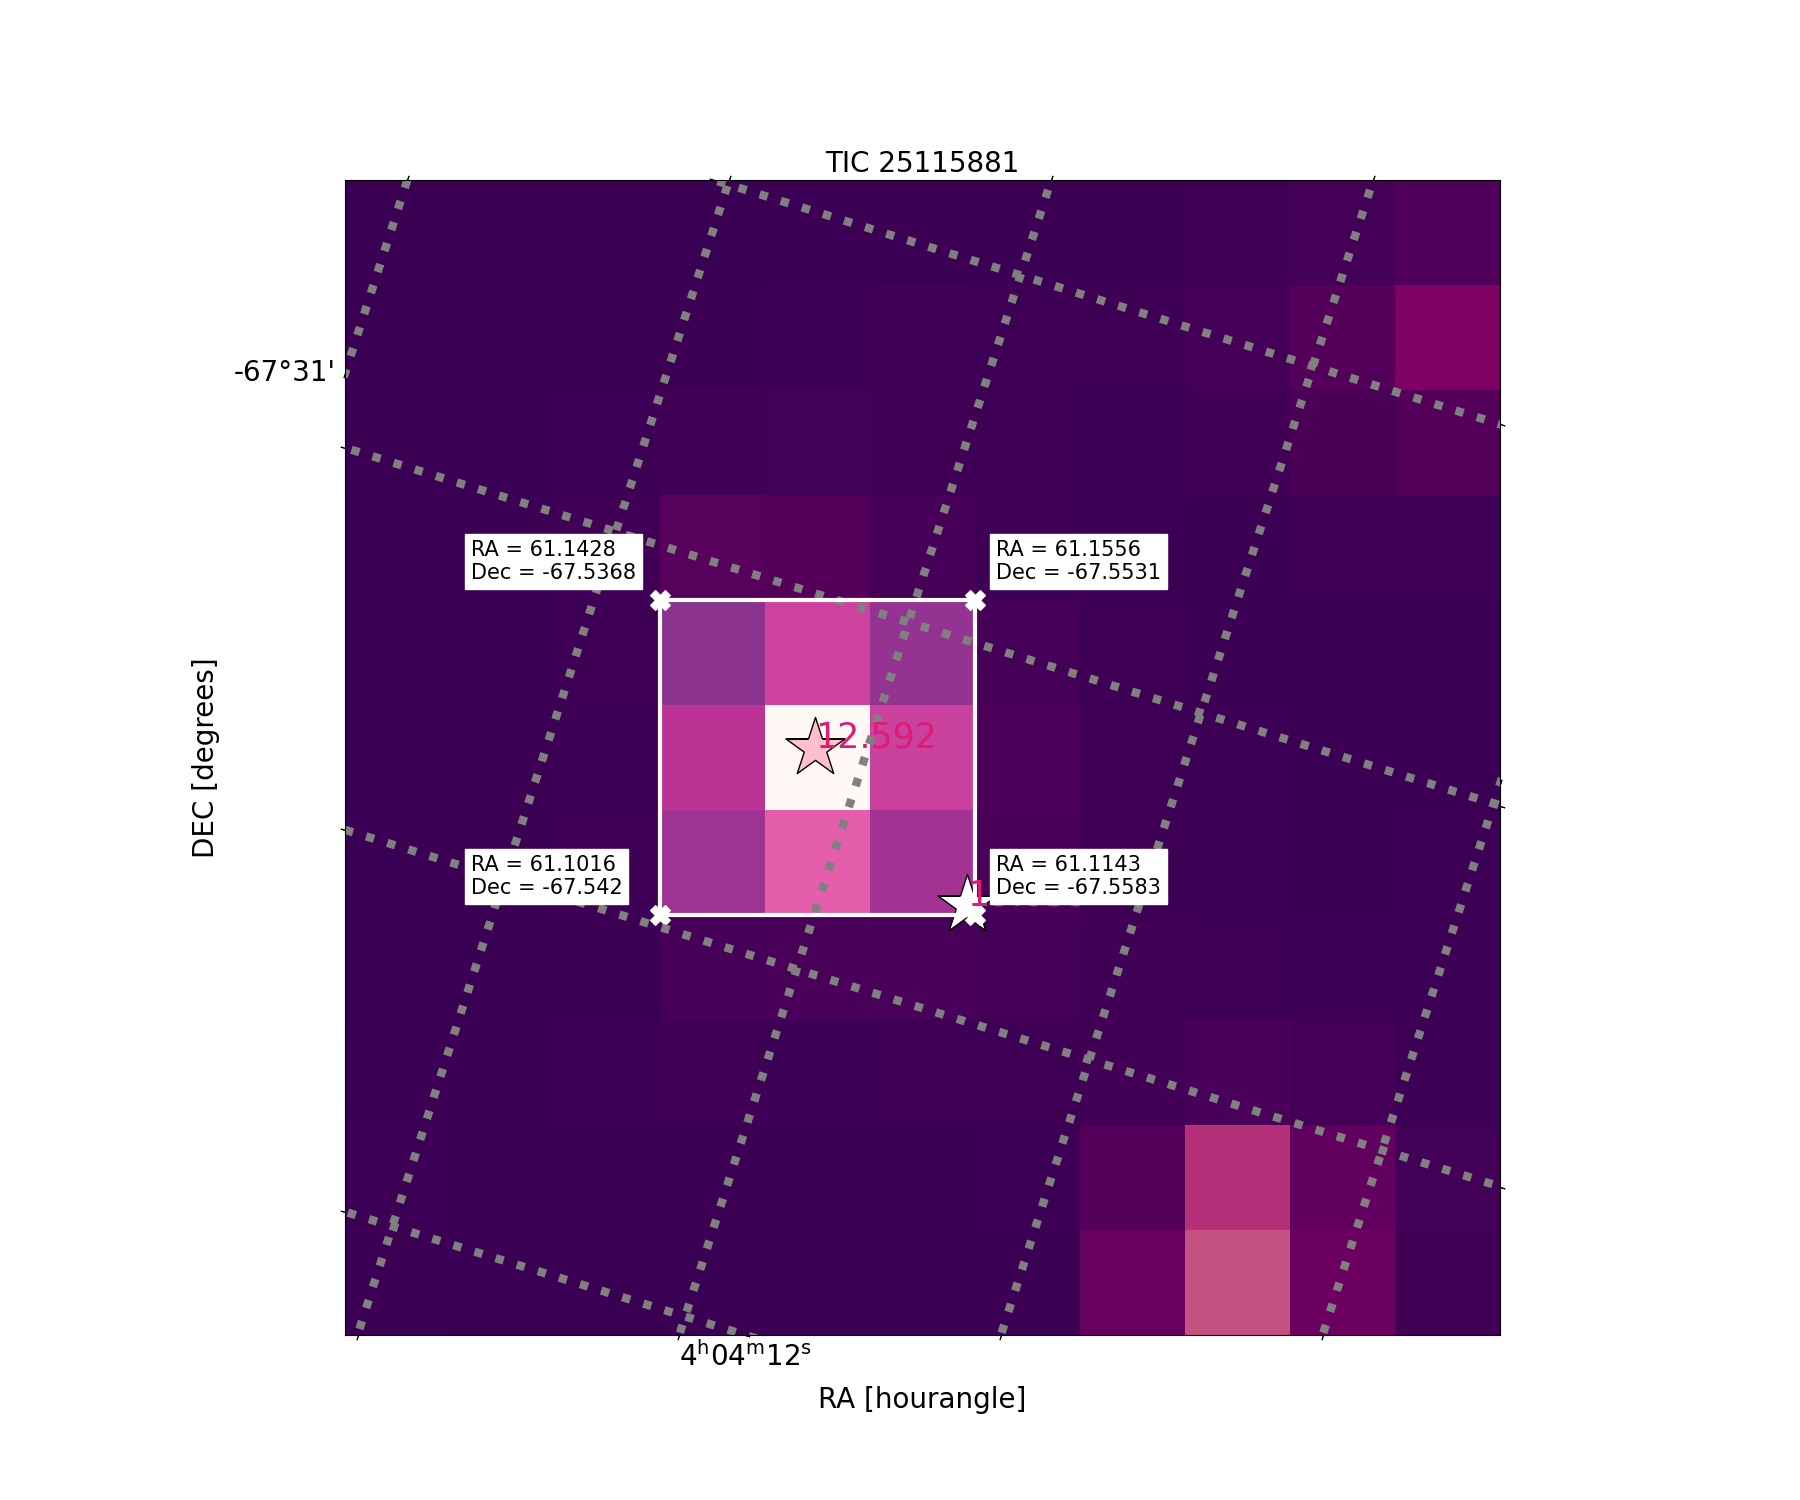 TIC 25115881
-67°31'
RA = 61.1428
Dec = -67.5368
RA = 61.1556
Dec = -67.5531
12.592
DEC [degrees]
RA = 61.1016
Dec = -67.542
RA = 61.1143
Dec = -67.5583
4h04m12s
RA [hourangle]